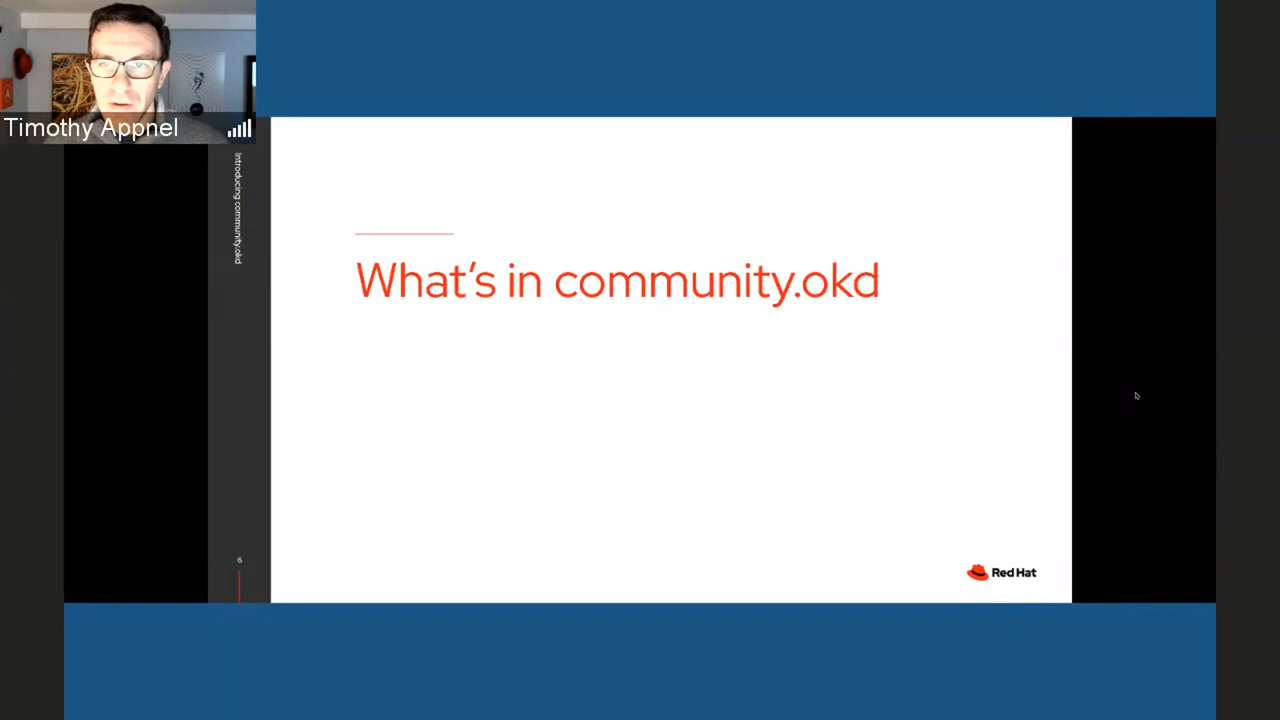 Timothy Appnel
Introducing community.okd
What's in community.okd
Red Hat